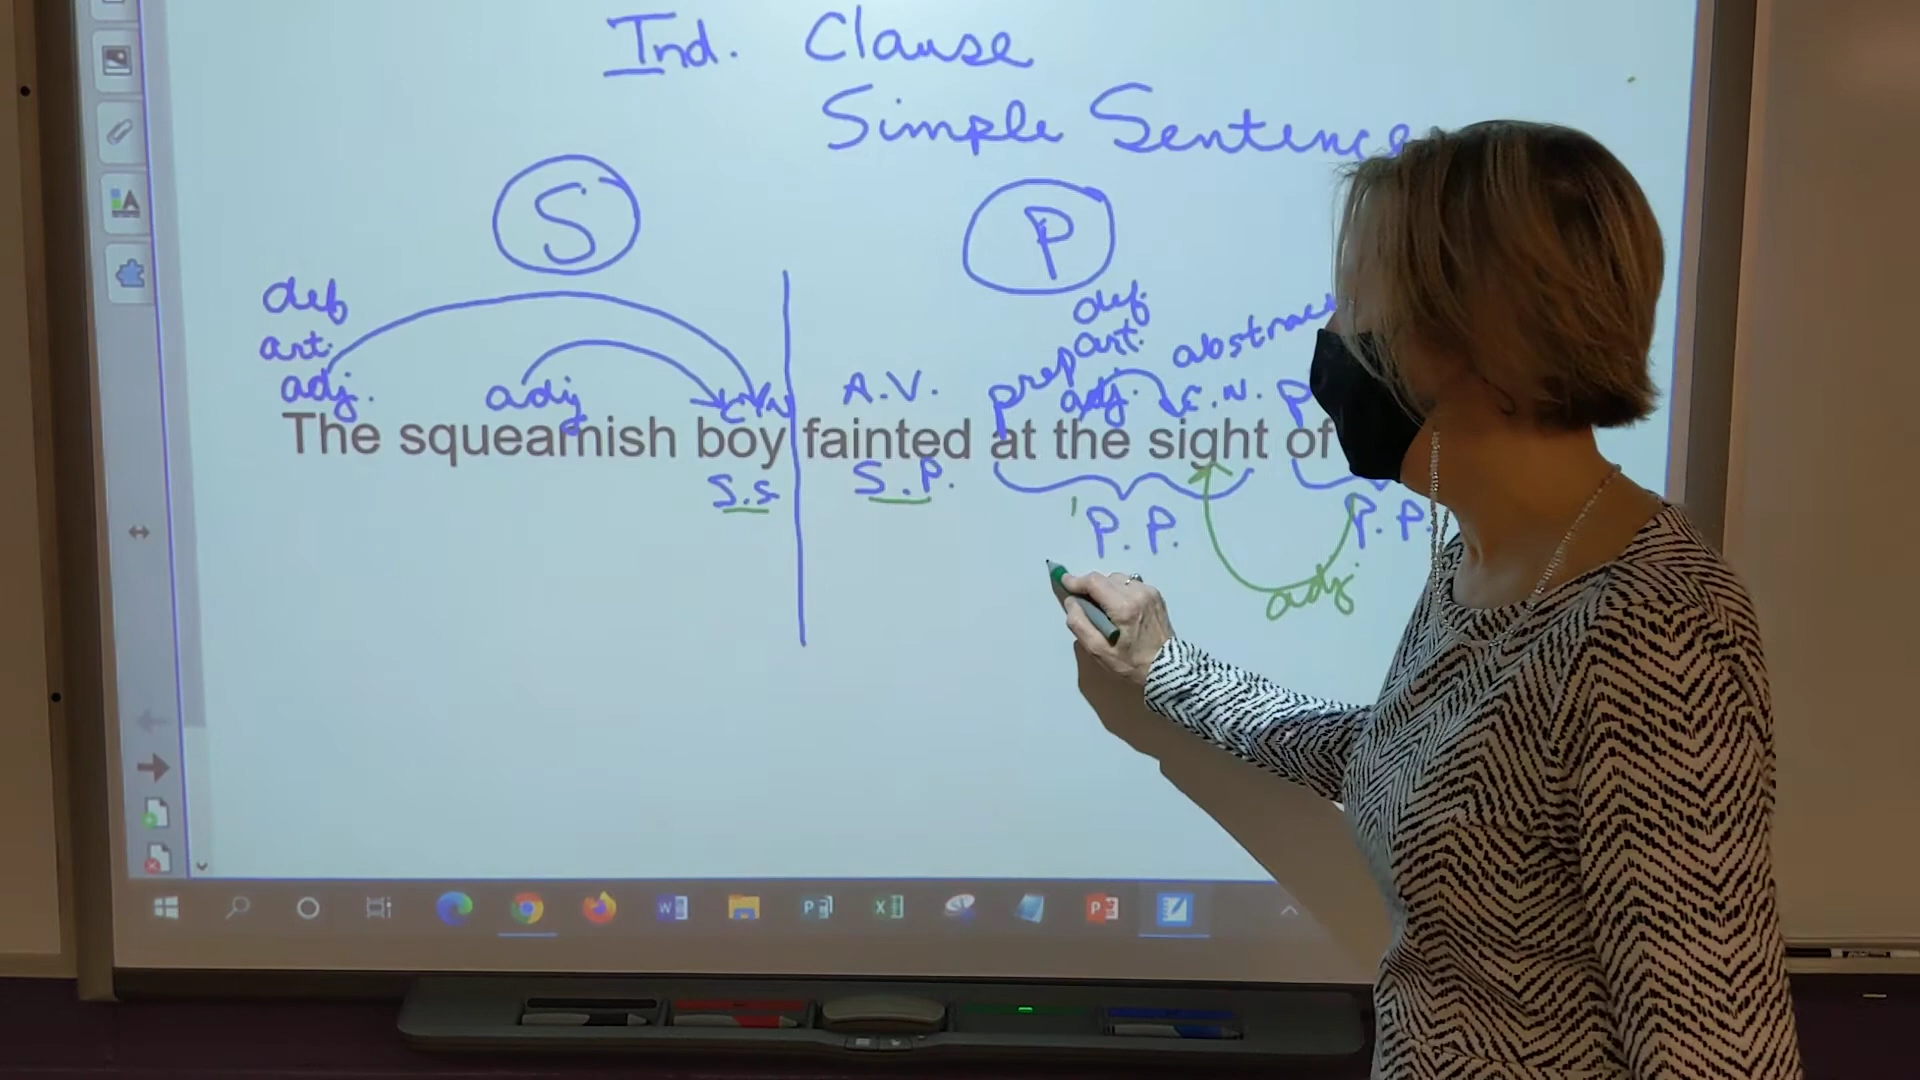 Ind. Clause
Simple Sentence
S P
def
art.
adj. adj C.N.
def.
art.
adj.
A.V. prep abstract
C.N. P
The squeamish boy fainted at the sight of
S.S. S.P.
P.P. P.P.
adj